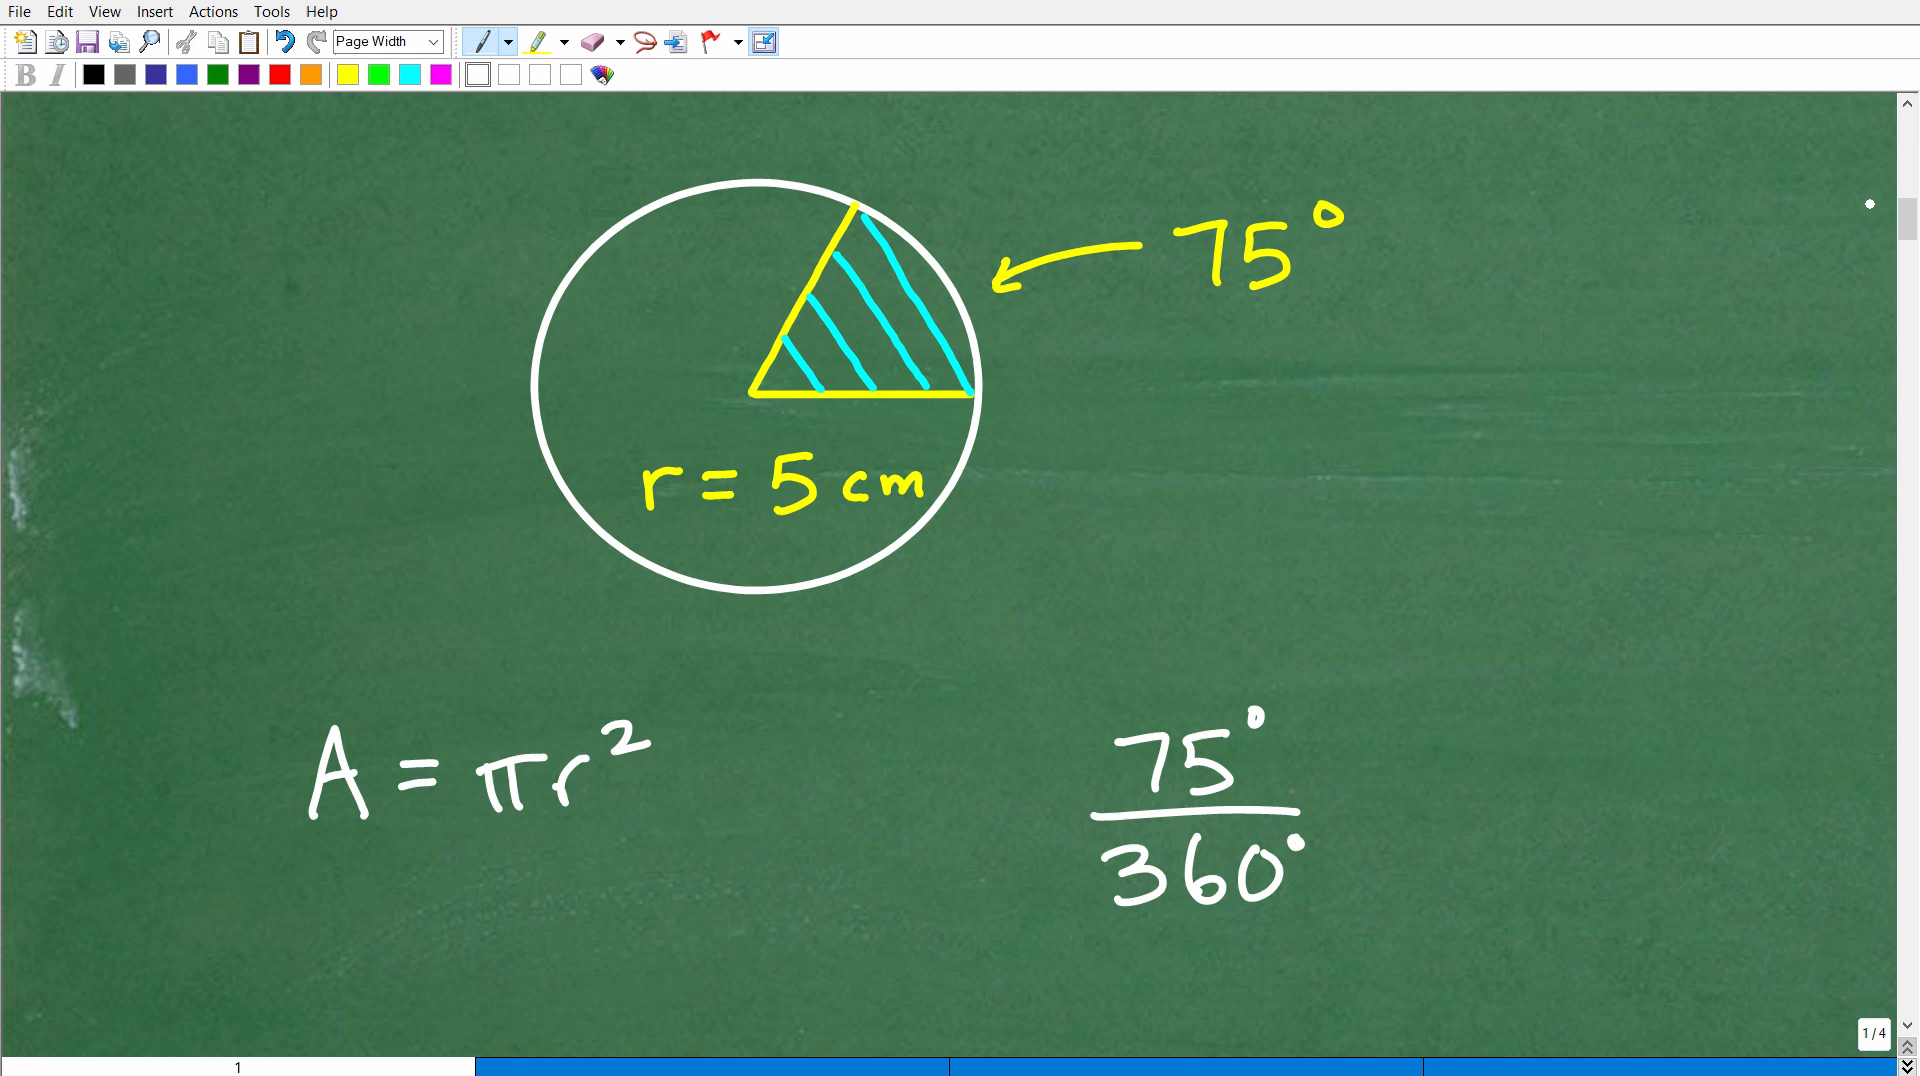 File Edit View Insert Actions Tools Help
Page Width
B I
75°
r = 5 cm
A = πr²
75°
360°
1 / 4
1